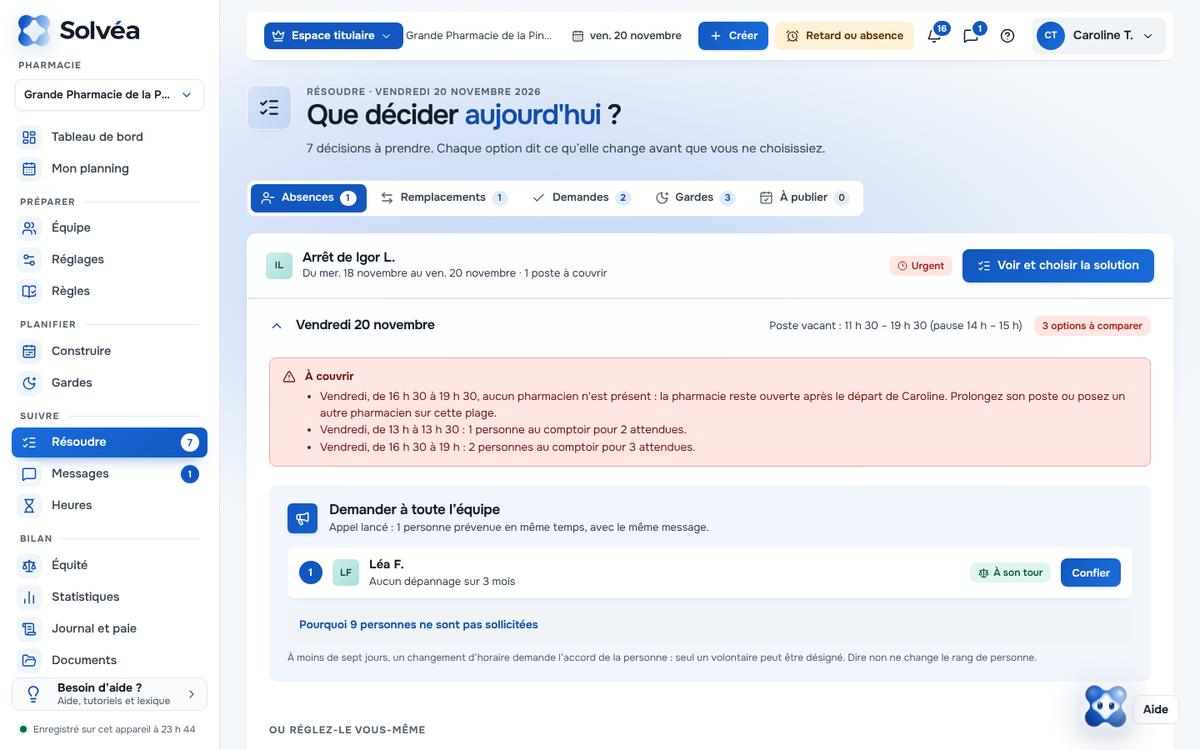 Solvéa
PHARMACIE
Grande Pharmacie de la P...
Tableau de bord
Mon planning
PRÉPARER
Équipe
Réglages
Règles
PLANIFIER
Construire
Gardes
SUIVRE
Résoudre 7
Messages 1
Heures
BILAN
Équité
Statistiques
Journal et paie
Documents
Besoin d'aide ?
Aide, tutoriels et lexique
Enregistré sur cet appareil à 23 h 44
Espace titulaire Grande Pharmacie de la Pin... ven. 20 novembre Créer Retard ou absence 16 1 CT Caroline T.
RÉSOUDRE · VENDREDI 20 NOVEMBRE 2026
Que décider aujourd'hui ?
7 décisions à prendre. Chaque option dit ce qu'elle change avant que vous ne choisissiez.
Absences 1 Remplacements 1 Demandes 2 Gardes 3 À publier 0
IL Arrêt de Igor L.
Du mer. 18 novembre au ven. 20 novembre · 1 poste à couvrir
Urgent Voir et choisir la solution
Vendredi 20 novembre Poste vacant : 11 h 30 – 19 h 30 (pause 14 h – 15 h) 3 options à comparer
À couvrir
• Vendredi, de 16 h 30 à 19 h 30, aucun pharmacien n'est présent : la pharmacie reste ouverte après le départ de Caroline. Prolongez son poste ou posez un
autre pharmacien sur cette plage.
• Vendredi, de 13 h à 13 h 30 : 1 personne au comptoir pour 2 attendues.
• Vendredi, de 16 h 30 à 19 h : 2 personnes au comptoir pour 3 attendues.
Demander à toute l'équipe
Appel lancé : 1 personne prévenue en même temps, avec le même message.
1 LF Léa F.
Aucun dépannage sur 3 mois
À son tour Confier
Pourquoi 9 personnes ne sont pas sollicitées
À moins de sept jours, un changement d'horaire demande l'accord de la personne : seul un volontaire peut être désigné. Dire non ne change le rang de personne.
Aide
OU RÉGLEZ-LE VOUS-MÊME